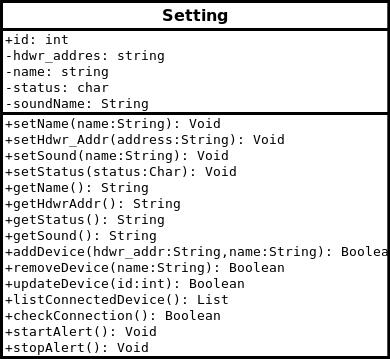 Setting
+id: int
-hdwr_addres: string
-name: string
-status: char
-soundName: String
+setName(name:String): Void
+setHdwr_Addr(address:String): Void
+setSound(name:String): Void
+setStatus(status:Char): Void
+getName(): String
+getHdwrAddr(): String
+getStatus(): String
+getSound(): String
+addDevice(hdwr_addr:String,name:String): Boolea
+removeDevice(name:String): Boolean
+updateDevice(id:int): Boolean
+listConnectedDevice(): List
+checkConnection(): Boolean
+startAlert(): Void
+stopAlert(): Void